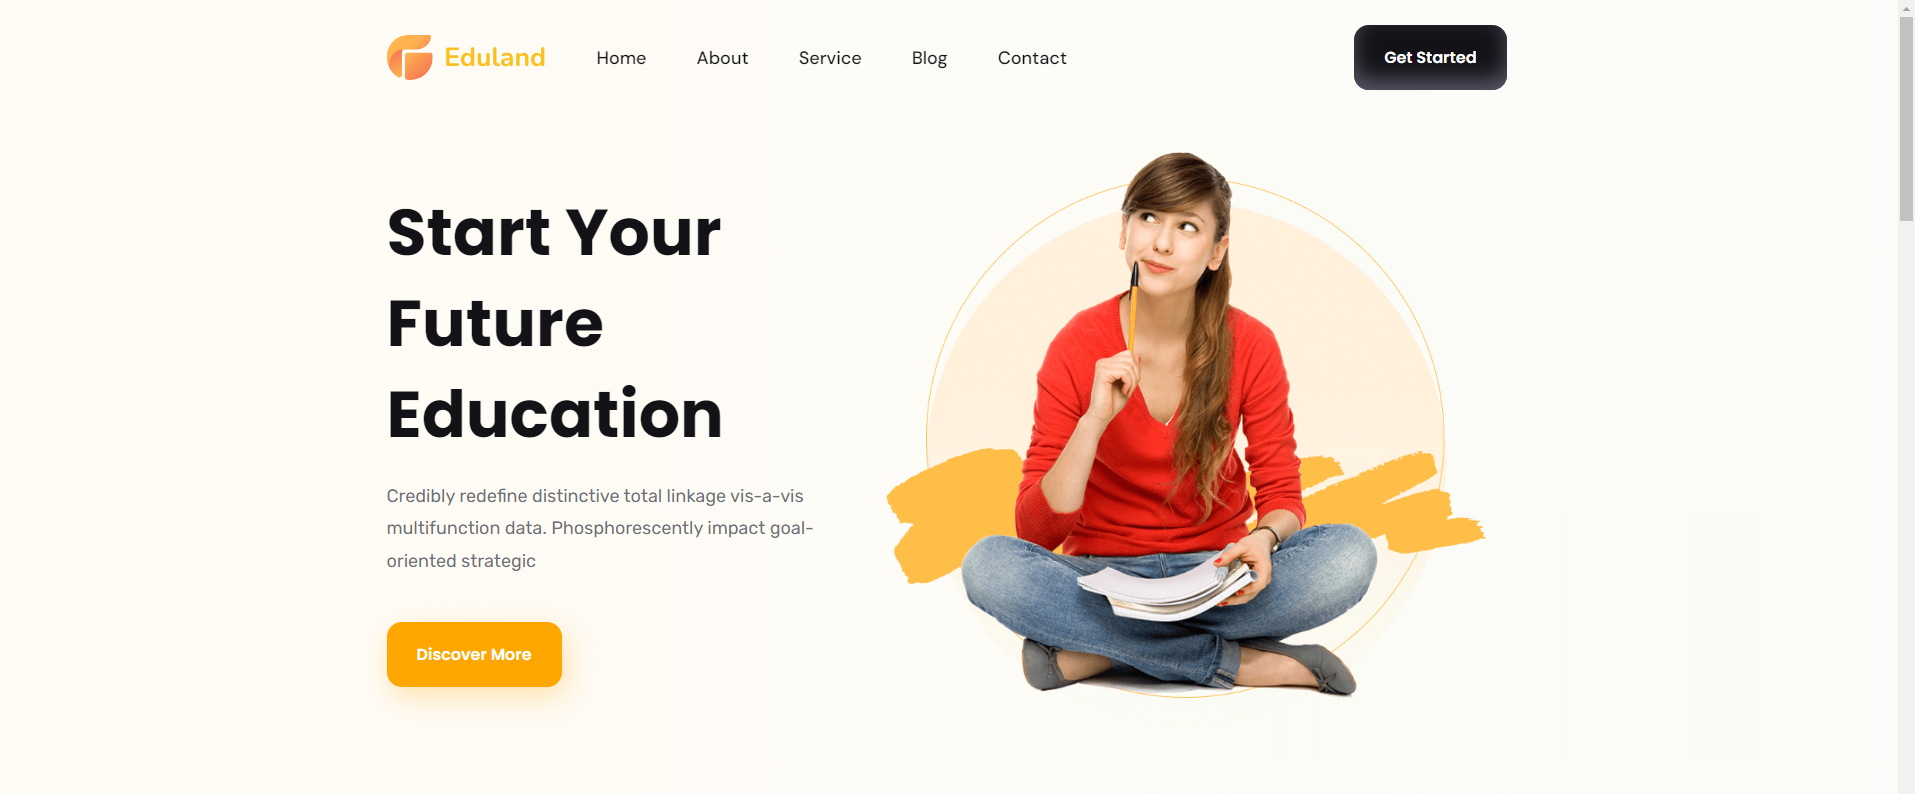 Eduland
Home
About
Service
Blog
Contact
Get Started
Start Your
Future
Education
Credibly redefine distinctive total linkage vis-a-vis
multifunction data. Phosphorescently impact goal-
oriented strategic
Discover More